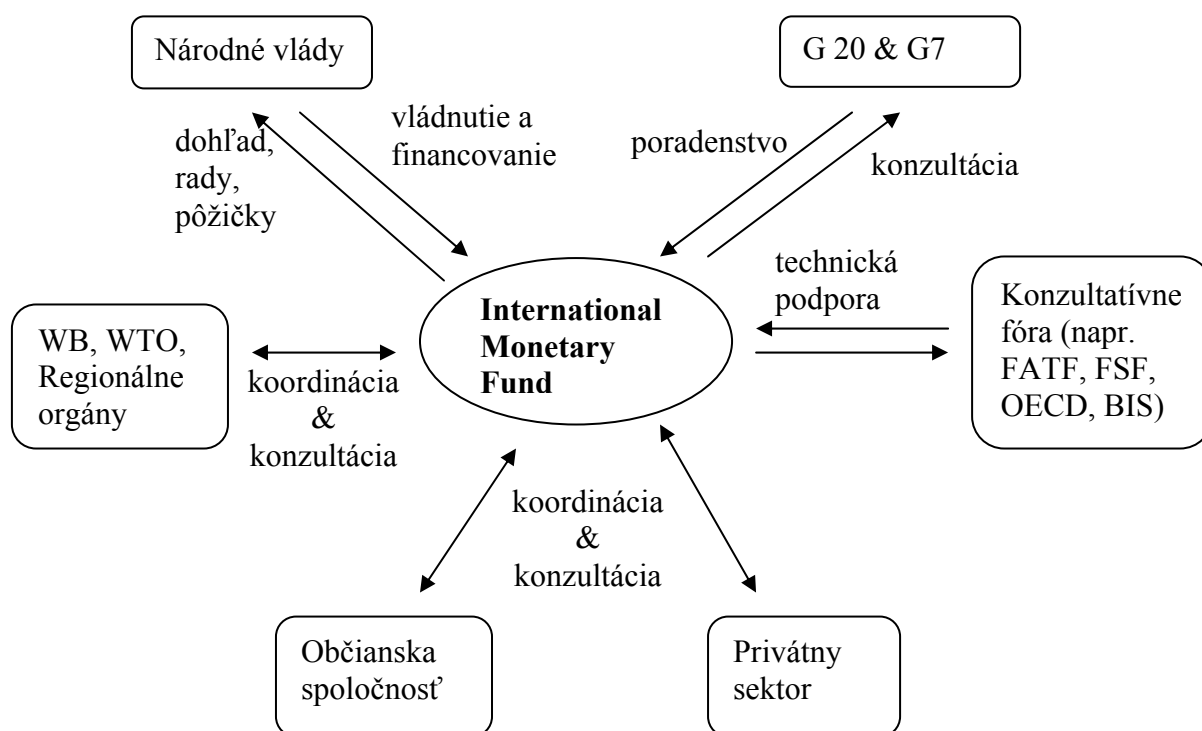 Národné vlády
G 20 & G7
dohľad,
rady,
pôžičky
vládnutie a
financovanie
poradenstvo
konzultácia
technická
podpora
International
Monetary
Fund
WB, WTO,
Regionálne
orgány
koordinácia
&
konzultácia
Konzultatívne
fóra (napr.
FATF, FSF,
OECD, BIS)
koordinácia
&
konzultácia
Občianska
spoločnosť
Privátny
sektor